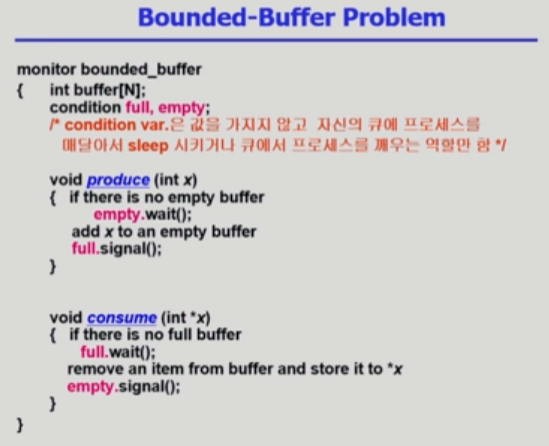 Bounded-Buffer Problem
monitor bounded_buffer
{ int buffer[N];
condition full, empty;
/* condition var.은 값을 가지지 않고 자신의 큐에 프로세스를
매달아서 sleep 시키거나 큐에서 프로세스를 깨우는 역할만 함 */
void produce (int x)
{ if there is no empty buffer
empty.wait();
add x to an empty buffer
full.signal();
}
void consume (int *x)
{ if there is no full buffer
full.wait();
remove an item from buffer and store it to *x
empty.signal();
}
}